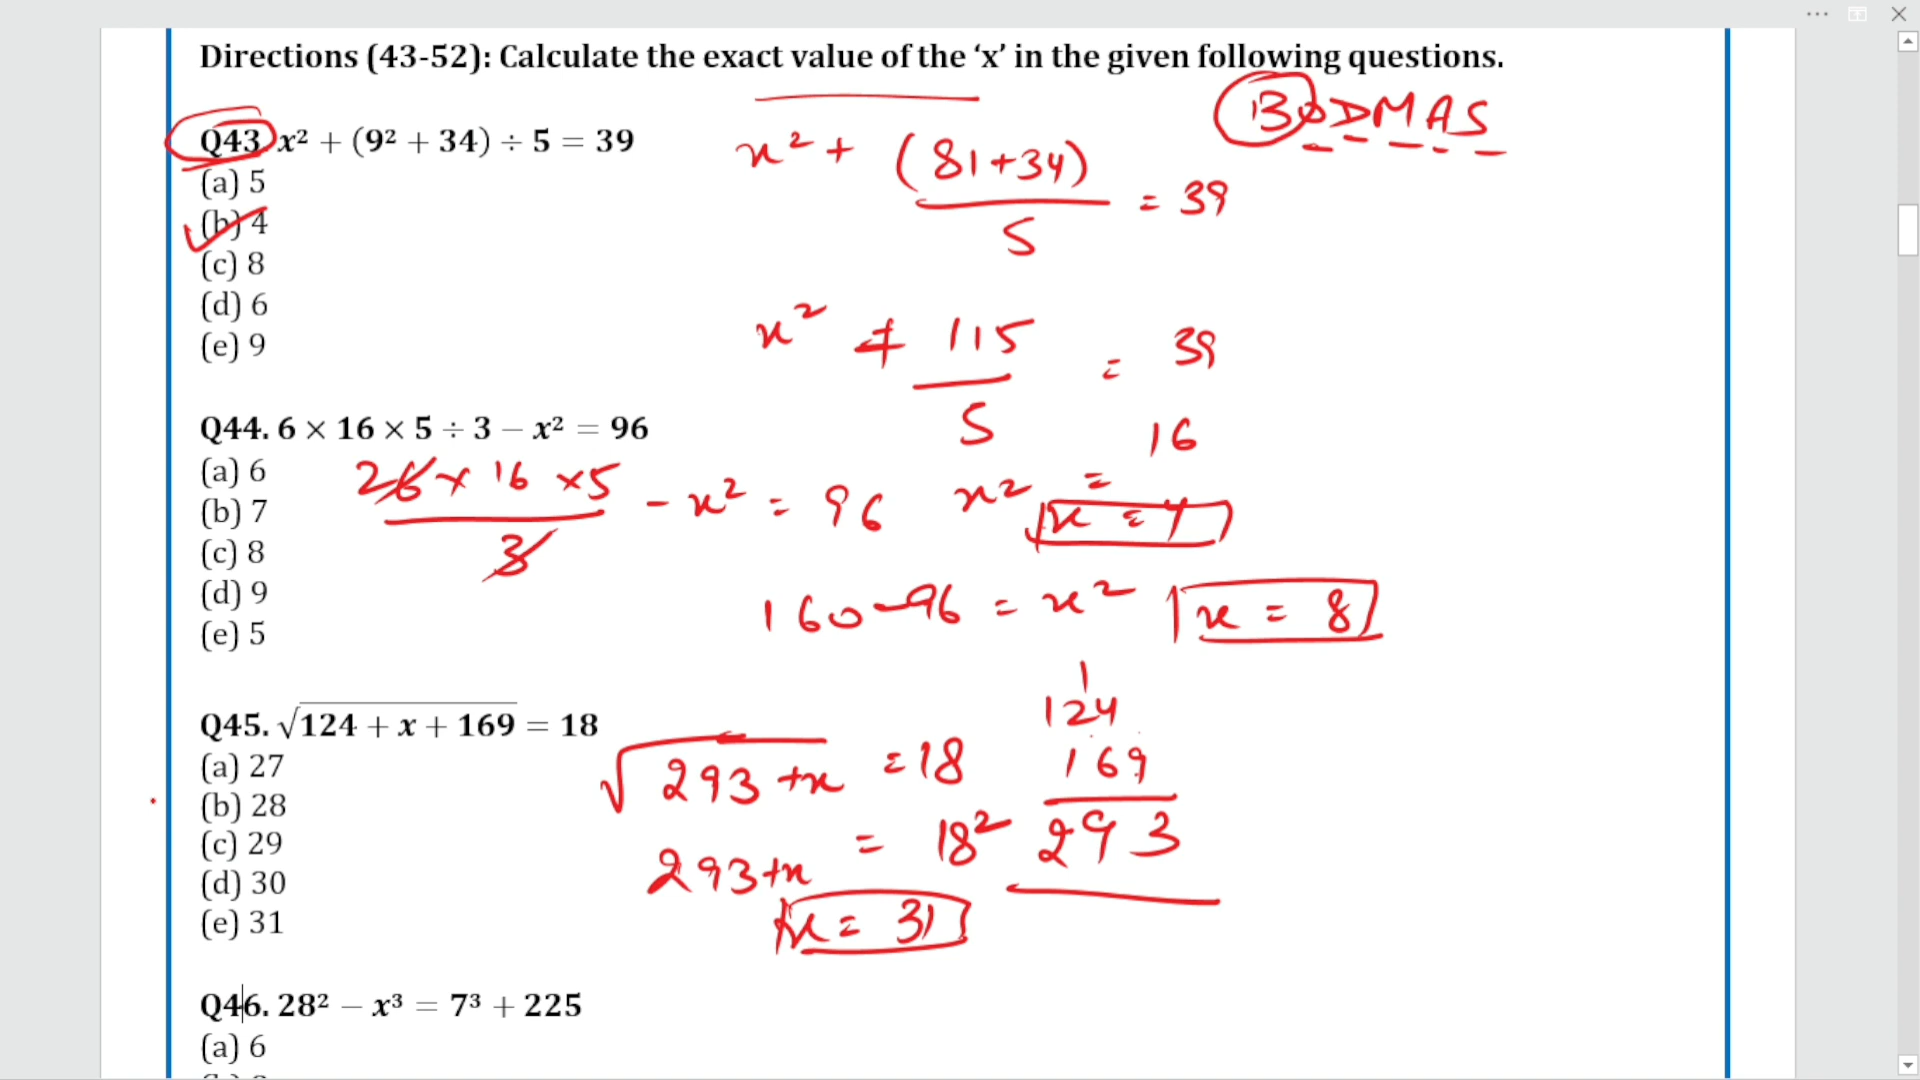 Directions (43-52): Calculate the exact value of the ‘x’ in the given following questions.
BODMAS
Q43. x² + (9² + 34) ÷ 5 = 39
(a) 5
(b) 4
(c) 8
(d) 6
(e) 9
x² + (81+34)
5
= 39
x² + 115
5
= 39
x² = 16
x = 4
Q44. 6 × 16 × 5 ÷ 3 – x² = 96
(a) 6
(b) 7
(c) 8
(d) 9
(e) 5
26 × 16 × 5
3
- x² = 96
160 - 96 = x²
x = 8
Q45. √124 + x + 169 = 18
(a) 27
(b) 28
(c) 29
(d) 30
(e) 31
√293 + x = 18
293 + x = 18²
x = 31
1
124
169
293
Q46. 28² – x³ = 7³ + 225
(a) 6